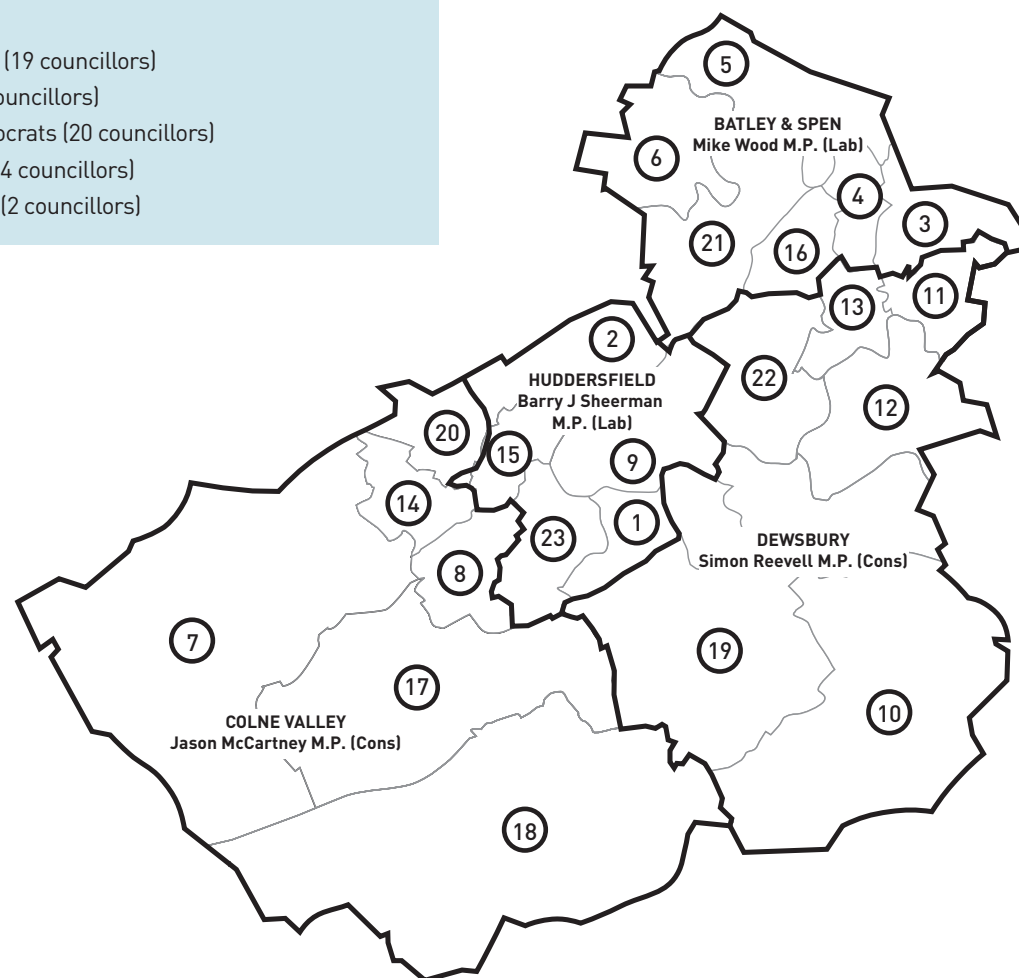 (19 councillors)
ouncillors)
ocrats (20 councillors)
4 councillors)
(2 councillors)
5
BATLEY & SPEN
Mike Wood M.P. (Lab)
6
4
3
21
16
11
13
2
22
HUDDERSFIELD
Barry J Sheerman
M.P. (Lab)
12
20
15
9
14
1
23
DEWSBURY
Simon Reevell M.P. (Cons)
8
7
19
17
10
COLNE VALLEY
Jason McCartney M.P. (Cons)
18